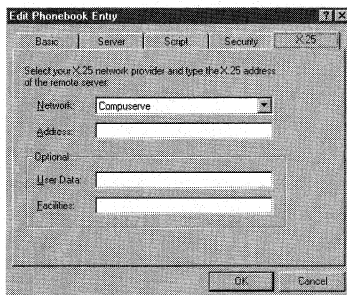 Edit Phonebook Entry
Basic Server Script Security X.25
Select your X.25 network provider and type the X.25 address
of the remote server.
Network: Compuserve
Address:
Optional
User Data:
Facilities:
OK Cancel